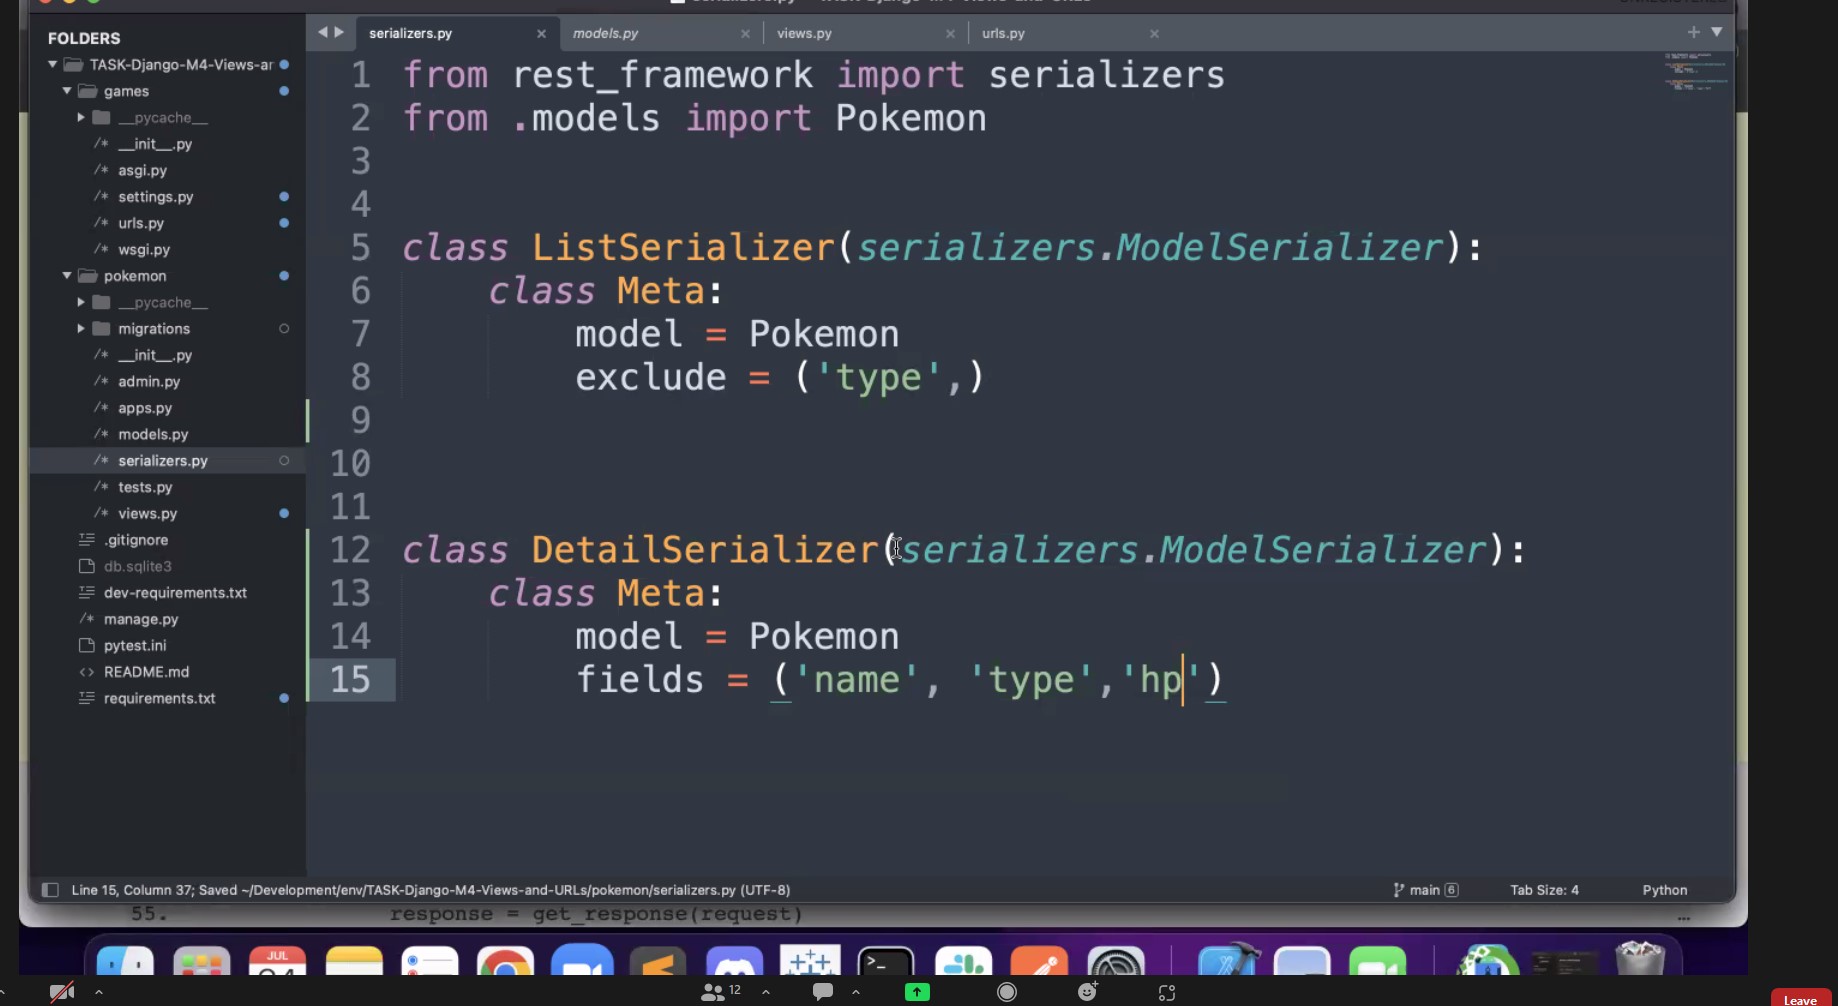 FOLDERS
TASK-Django-M4-Views-ar
games
__pycache__
/* __init__.py
/* asgi.py
/* settings.py
/* urls.py
/* wsgi.py
pokemon
__pycache__
migrations
/* __init__.py
/* admin.py
/* apps.py
/* models.py
/* serializers.py
/* tests.py
/* views.py
.gitignore
db.sqlite3
dev-requirements.txt
/* manage.py
pytest.ini
<> README.md
requirements.txt
serializers.py models.py views.py urls.py
1 from rest_framework import serializers
2 from .models import Pokemon
3
4
5 class ListSerializer(serializers.ModelSerializer):
6 class Meta:
7 model = Pokemon
8 exclude = ('type',)
9
10
11
12 class DetailSerializer(serializers.ModelSerializer):
13 class Meta:
14 model = Pokemon
15 fields = ('name', 'type','hp')
Line 15, Column 37; Saved ~/Development/env/TASK-Django-M4-Views-and-URLs/pokemon/serializers.py (UTF-8)
main 6 Tab Size: 4 Python
55. response = get_response(request) ...
JUL
12
Leave